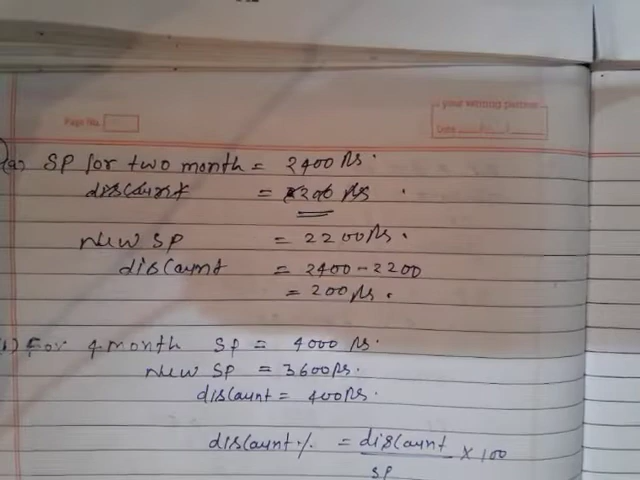 your writing partner
Page No.
Date
(a) SP for two month = 2400 Rs.
discount = 200 Rs
New SP = 2200 Rs.
discount = 2400 - 2200
= 200 Rs.
For 4 month SP = 4000 Rs.
New SP = 3600 Rs.
discount = 400 Rs.
discount % = discount × 100
SP